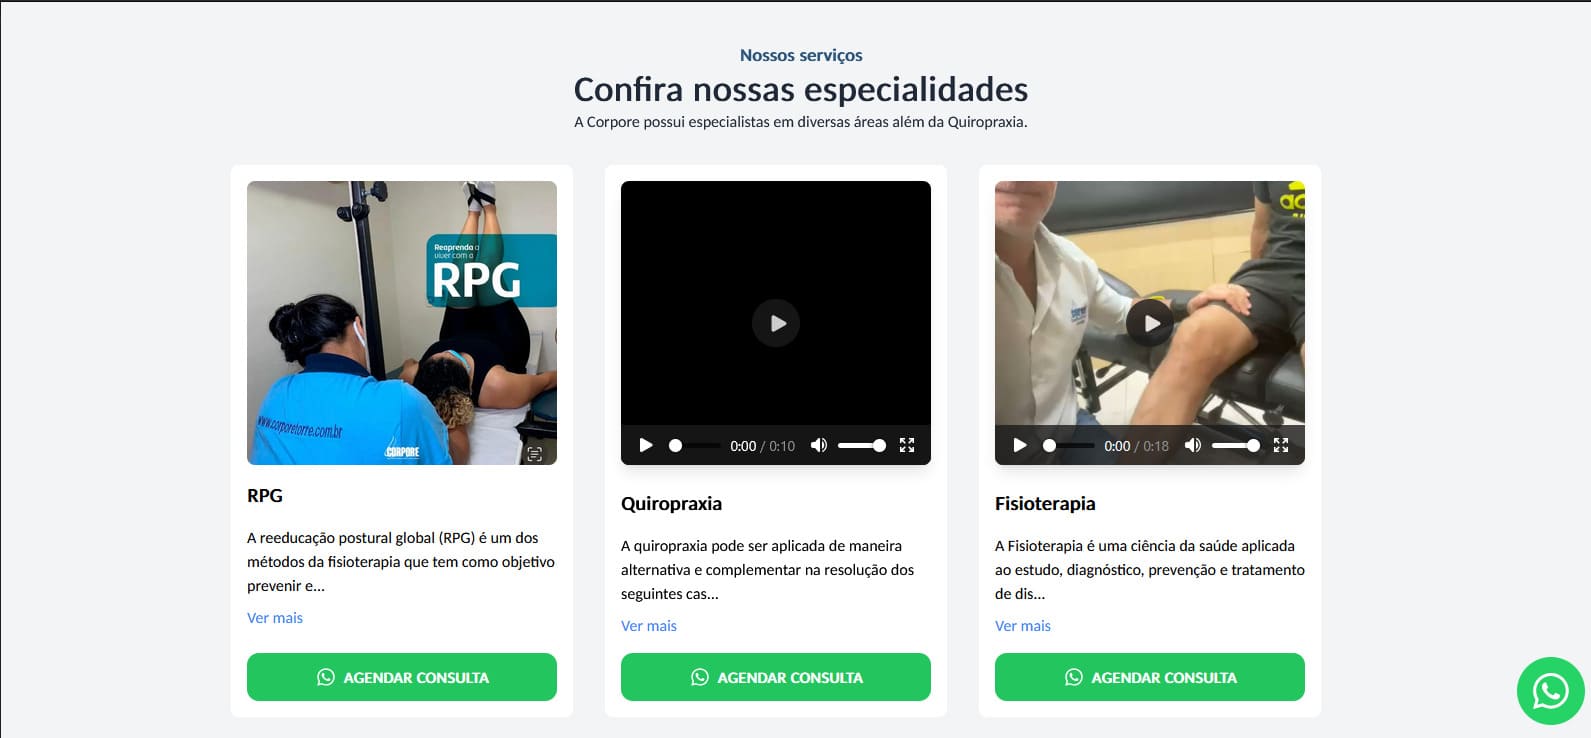 Nossos serviços
Confira nossas especialidades
A Corpore possui especialistas em diversas áreas além da Quiropraxia.
Reaprenda a
viver com a
RPG
www.corporetorre.com.br
CORPORE
RPG
A reeducação postural global (RPG) é um dos
métodos da fisioterapia que tem como objetivo
prevenir e...
Ver mais
AGENDAR CONSULTA
0:00 / 0:10
Quiropraxia
A quiropraxia pode ser aplicada de maneira
alternativa e complementar na resolução dos
seguintes cas...
Ver mais
AGENDAR CONSULTA
0:00 / 0:18
Fisioterapia
A Fisioterapia é uma ciência da saúde aplicada
ao estudo, diagnóstico, prevenção e tratamento
de dis...
Ver mais
AGENDAR CONSULTA